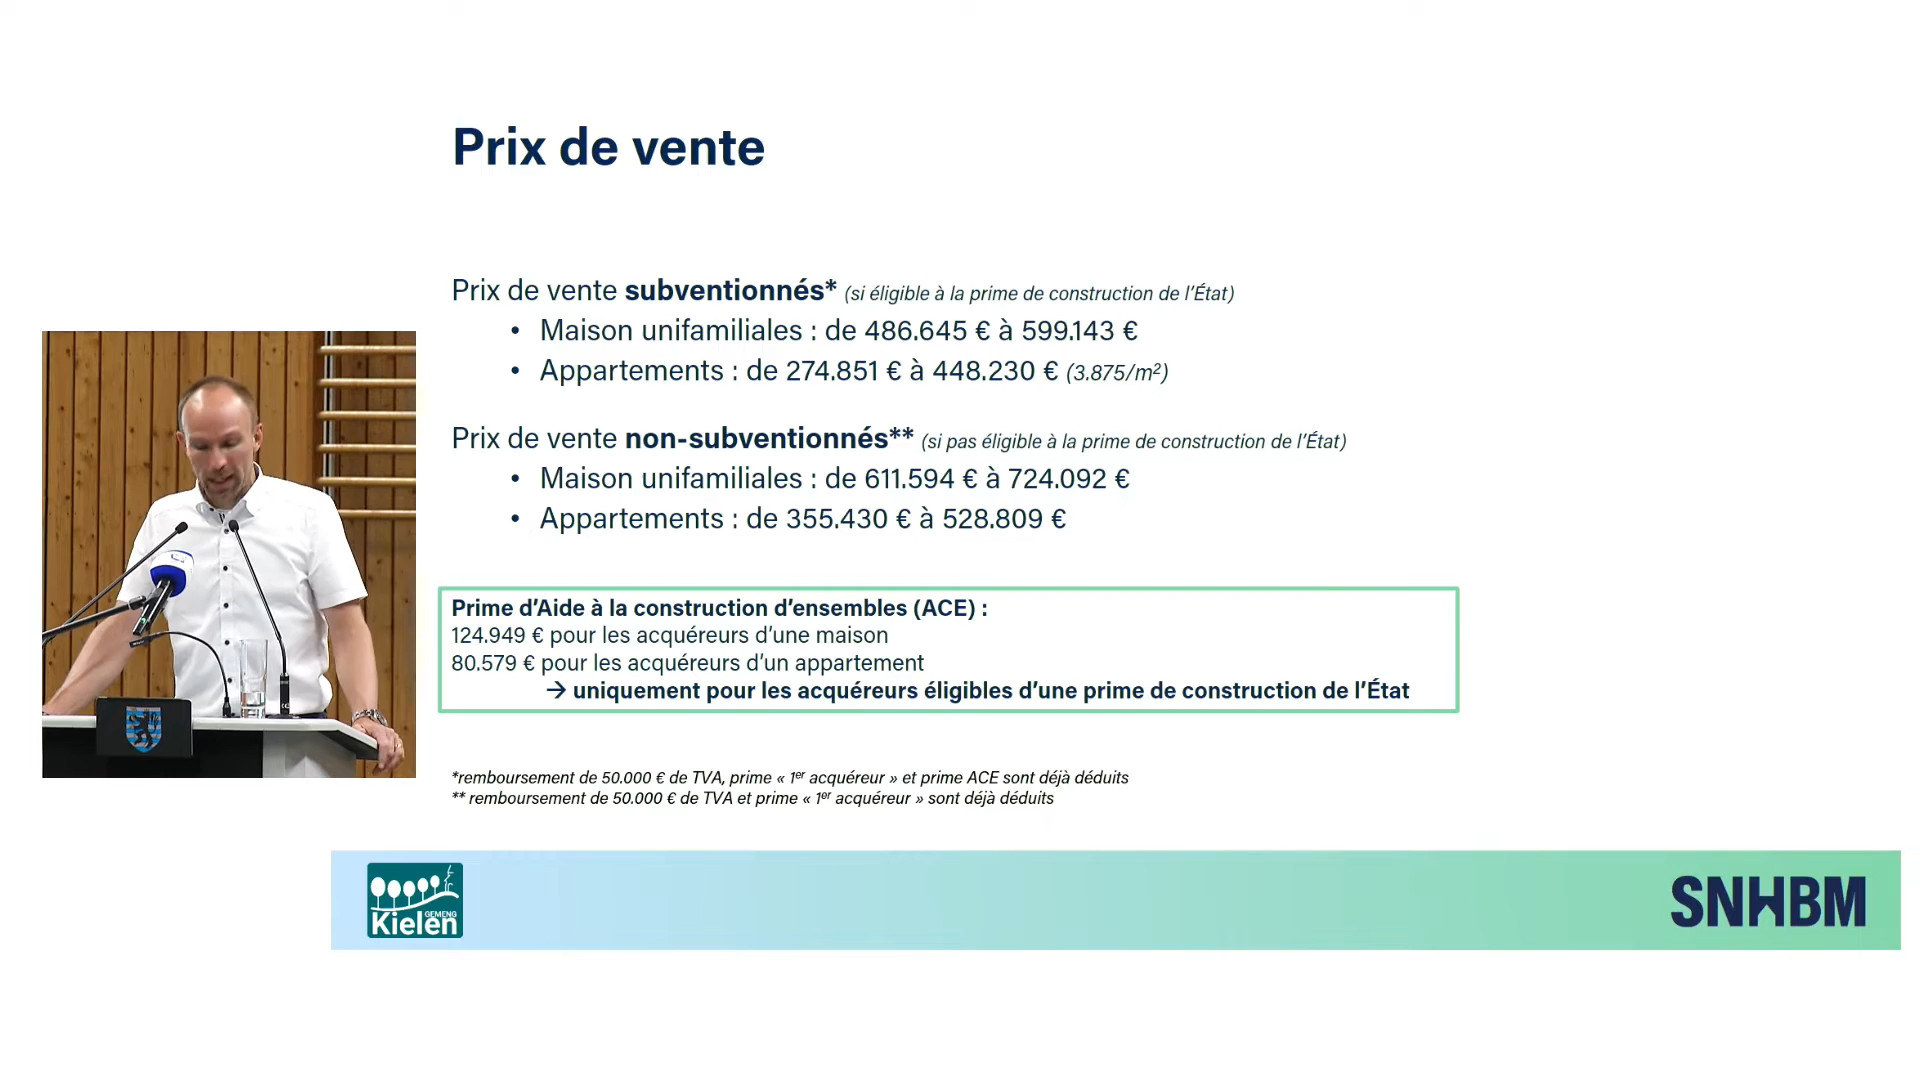 Prix de vente
Prix de vente subventionnés* (si éligible à la prime de construction de l'État)
• Maison unifamiliales : de 486.645 € à 599.143 €
• Appartements : de 274.851 € à 448.230 € (3.875/m²)
Prix de vente non-subventionnés** (si pas éligible à la prime de construction de l'État)
• Maison unifamiliales : de 611.594 € à 724.092 €
• Appartements : de 355.430 € à 528.809 €
Prime d'Aide à la construction d'ensembles (ACE) :
124.949 € pour les acquéreurs d'une maison
80.579 € pour les acquéreurs d'un appartement
→ uniquement pour les acquéreurs éligibles d'une prime de construction de l'État
*remboursement de 50.000 € de TVA, prime « 1er acquéreur » et prime ACE sont déjà déduits
** remboursement de 50.000 € de TVA et prime « 1er acquéreur » sont déjà déduits
GEMENG
Kielen
SNHBM